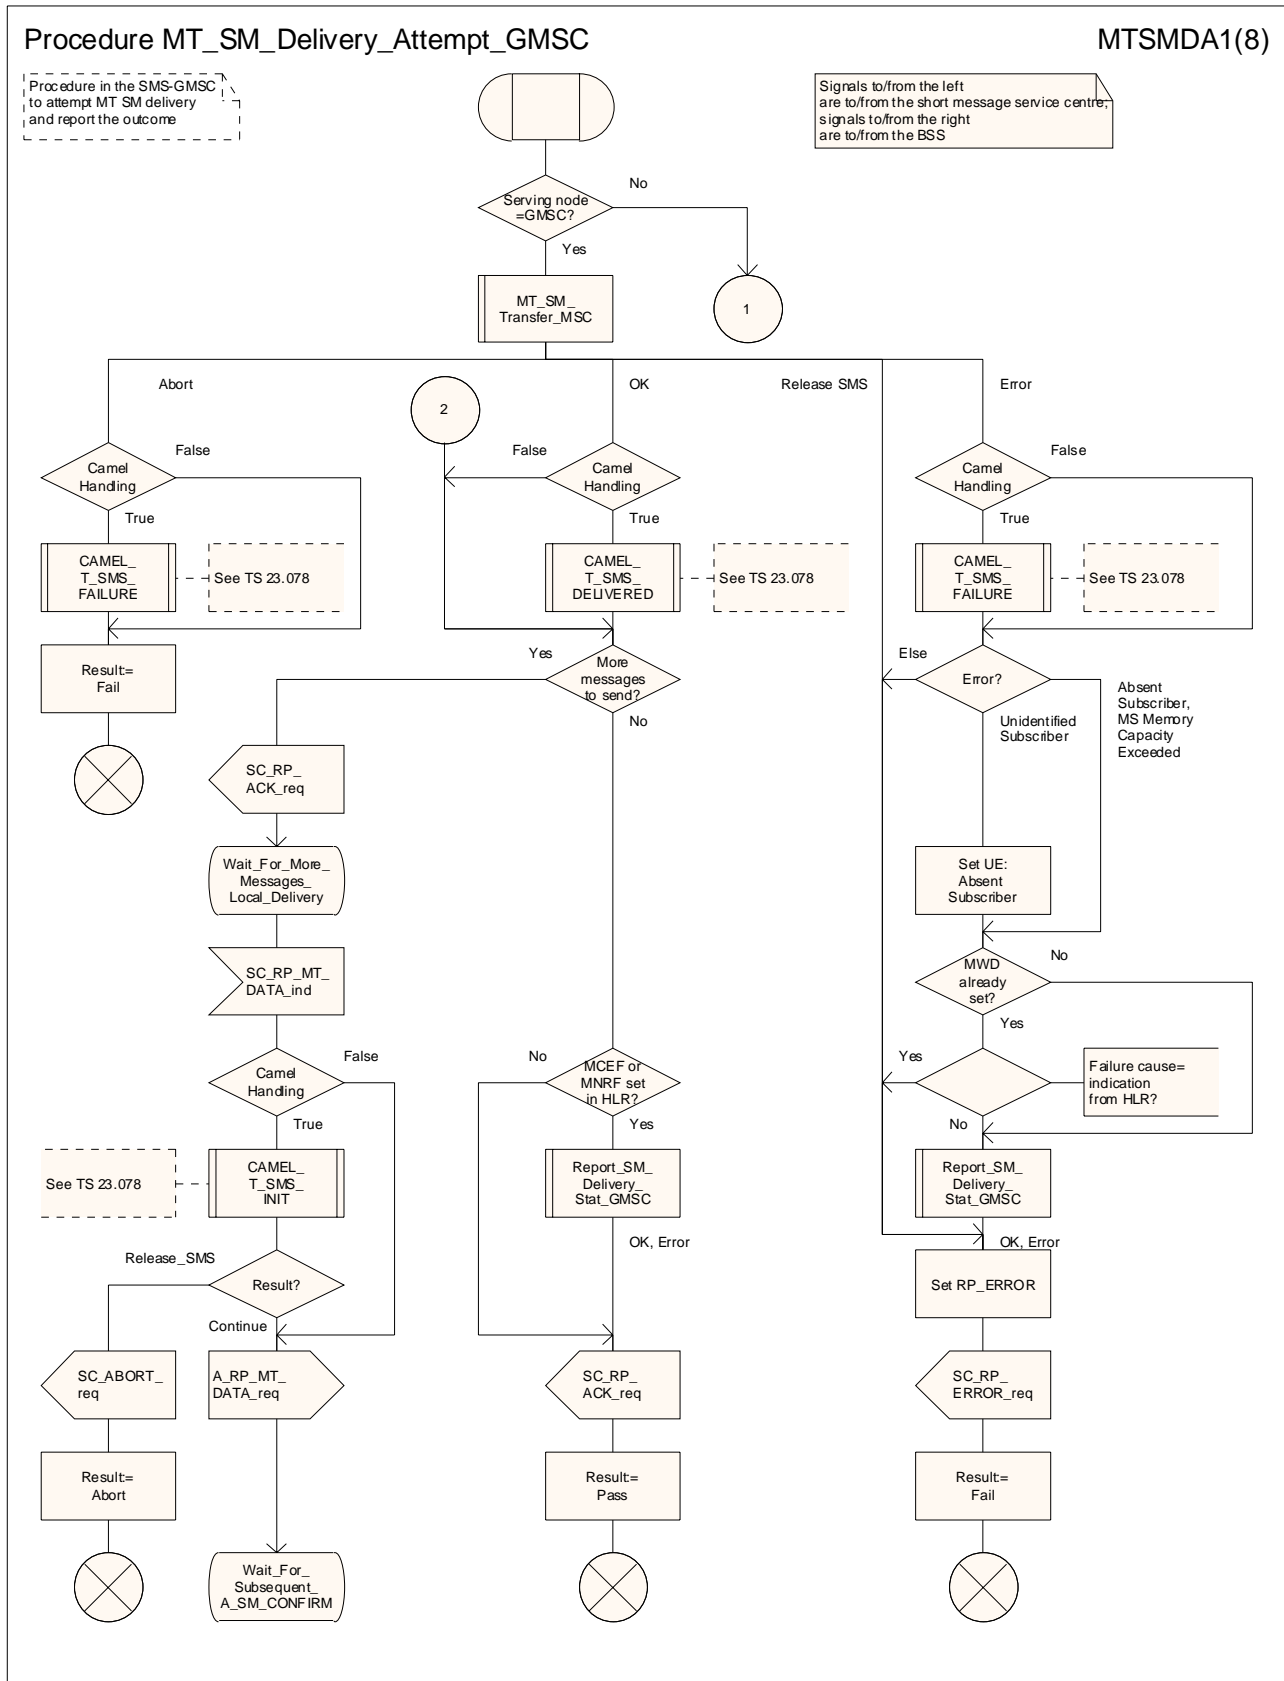 Procedure MT_SM_Delivery_Attempt_GMSC
MTSMDA1(8)
Procedure in the SMS-GMSC
to attempt MT SM delivery
and report the outcome
Signals to/from the left
are to/from the short message service centre;
signals to/from the right
are to/from the BSS
Serving node
=GMSC?
No
Yes
MT_SM_
Transfer_MSC
1
Abort
OK
Release SMS
Error
2
Camel
Handling
False
True
Camel
Handling
False
True
Camel
Handling
False
True
CAMEL_
T_SMS_
FAILURE
See TS 23.078
CAMEL_
T_SMS_
DELIVERED
See TS 23.078
CAMEL_
T_SMS_
FAILURE
See TS 23.078
Result:=
Fail
Yes
More
messages
to send?
No
Else
Error?
Unidentified
Subscriber
Absent
Subscriber,
MS Memory
Capacity
Exceeded
SC_RP_
ACK_req
Wait_For_More_
Messages_
Local_Delivery
Set UE:
Absent
Subscriber
SC_RP_MT_
DATA_ind
MWD
already
set?
No
Yes
Camel
Handling
False
True
No
MCEF or
MNRF set
in HLR?
Yes
Yes
Failure cause=
indication
from HLR?
No
See TS 23.078
CAMEL_
T_SMS_
INIT
Report_SM_
Delivery_
Stat_GMSC
Report_SM_
Delivery_
Stat_GMSC
Release_SMS
Result?
Continue
OK, Error
OK, Error
Set RP_ERROR
SC_ABORT_
req
A_RP_MT_
DATA_req
SC_RP_
ACK_req
SC_RP_
ERROR_req
Result:=
Abort
Result:=
Pass
Result:=
Fail
Wait_For_
Subsequent_
A_SM_CONFIRM